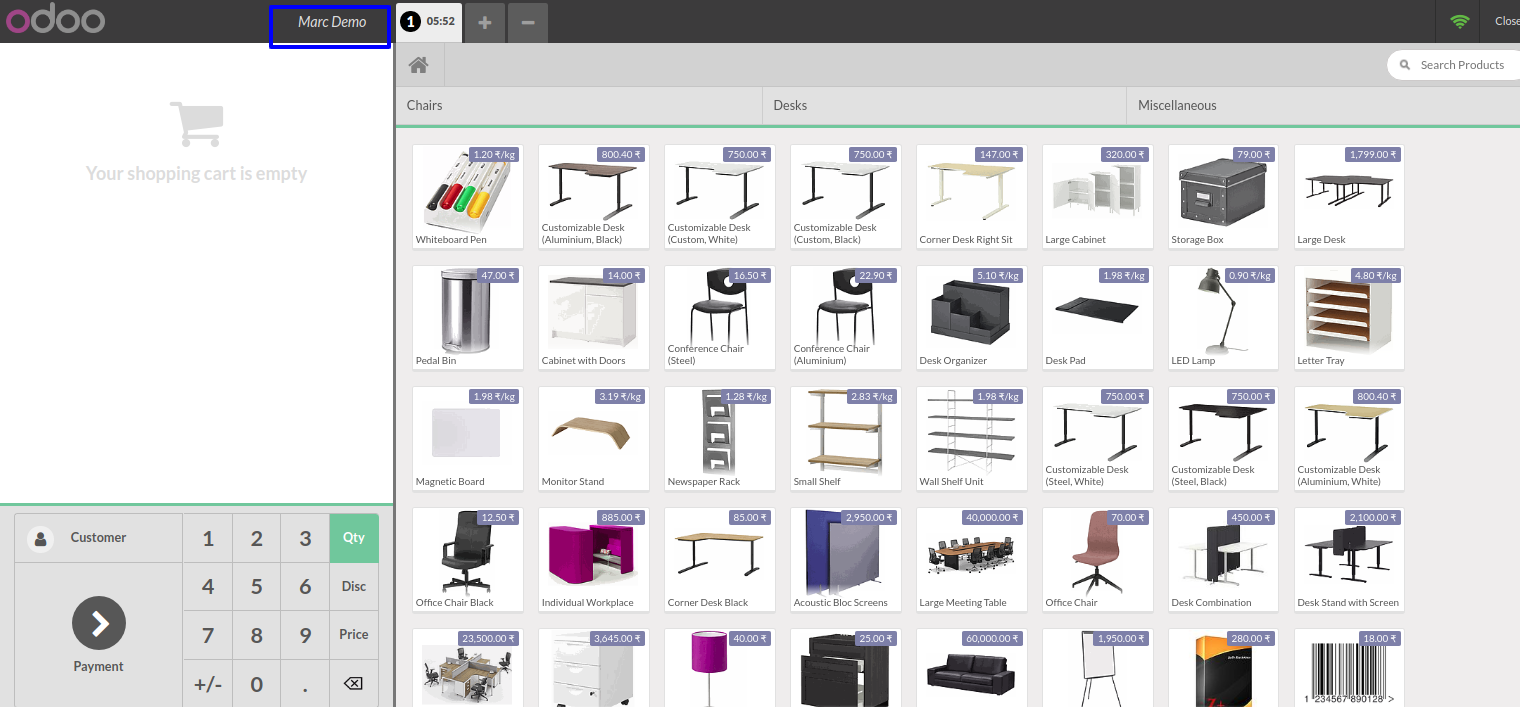 odoo
Marc Demo
1 05:52
+
−
Close
Search Products
Your shopping cart is empty
Chairs
Desks
Miscellaneous
1.20 ₹/kg
Whiteboard Pen
800.40 ₹
Customizable Desk
(Aluminium, Black)
750.00 ₹
Customizable Desk
(Custom, White)
750.00 ₹
Customizable Desk
(Custom, Black)
147.00 ₹
Corner Desk Right Sit
320.00 ₹
Large Cabinet
79.00 ₹
Storage Box
1,799.00 ₹
Large Desk
47.00 ₹
Pedal Bin
14.00 ₹
Cabinet with Doors
16.50 ₹
Conference Chair
(Steel)
22.90 ₹
Conference Chair
(Aluminium)
5.10 ₹/kg
Desk Organizer
1.98 ₹/kg
Desk Pad
0.90 ₹/kg
LED Lamp
4.80 ₹/kg
Letter Tray
1.98 ₹/kg
Magnetic Board
3.19 ₹/kg
Monitor Stand
1.28 ₹/kg
Newspaper Rack
2.83 ₹/kg
Small Shelf
1.98 ₹/kg
Wall Shelf Unit
750.00 ₹
Customizable Desk
(Steel, White)
750.00 ₹
Customizable Desk
(Steel, Black)
800.40 ₹
Customizable Desk
(Aluminium, White)
12.50 ₹
Office Chair Black
885.00 ₹
Individual Workplace
85.00 ₹
Corner Desk Black
2,950.00 ₹
Acoustic Bloc Screens
40,000.00 ₹
Large Meeting Table
70.00 ₹
Office Chair
450.00 ₹
Desk Combination
2,100.00 ₹
Desk Stand with Screen
23,500.00 ₹
3,645.00 ₹
40.00 ₹
25.00 ₹
60,000.00 ₹
1,950.00 ₹
280.00 ₹
Z+
18.00 ₹
1 234567 890128 >
Customer
1 2 3 Qty
4 5 6 Disc
7 8 9 Price
+/- 0 .
Payment